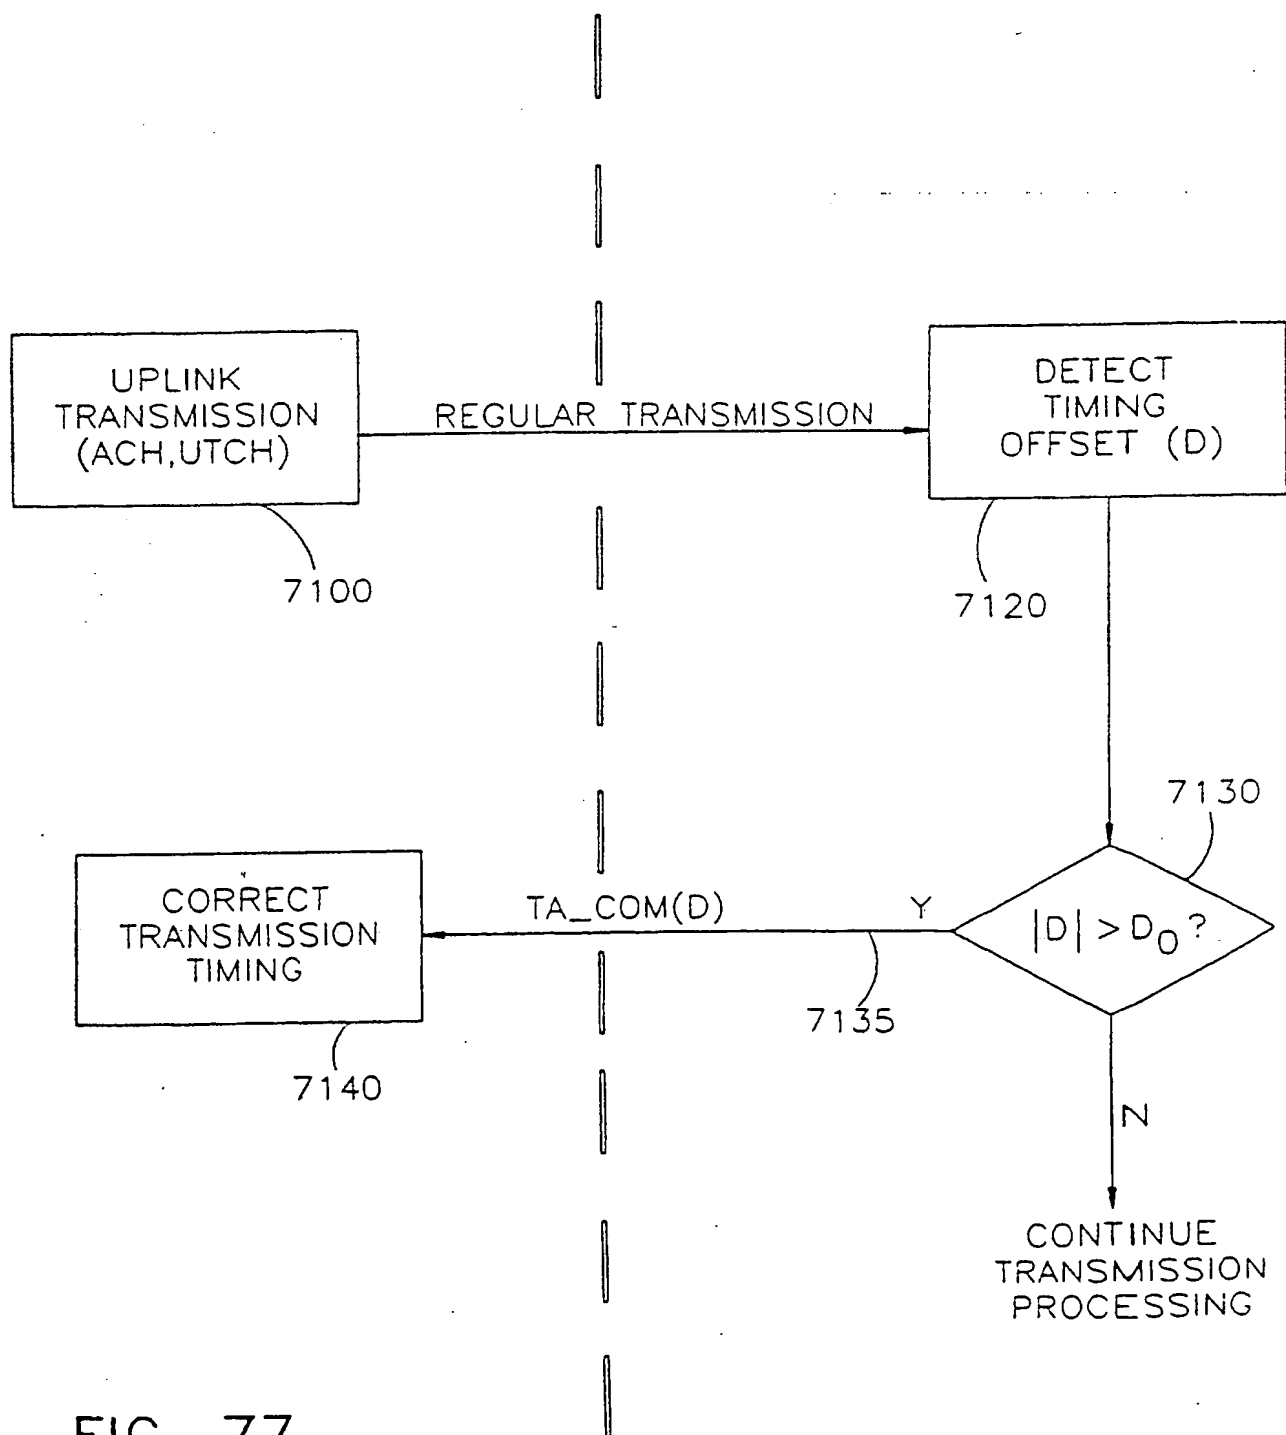 UPLINK
TRANSMISSION
(ACH,UTCH)
REGULAR TRANSMISSION
DETECT
TIMING
OFFSET (D)
7100
7120
7130
CORRECT
TRANSMISSION
TIMING
TA_COM(D)
Y
|D| > D0 ?
7135
7140
N
CONTINUE
TRANSMISSION
PROCESSING
FIG. 77